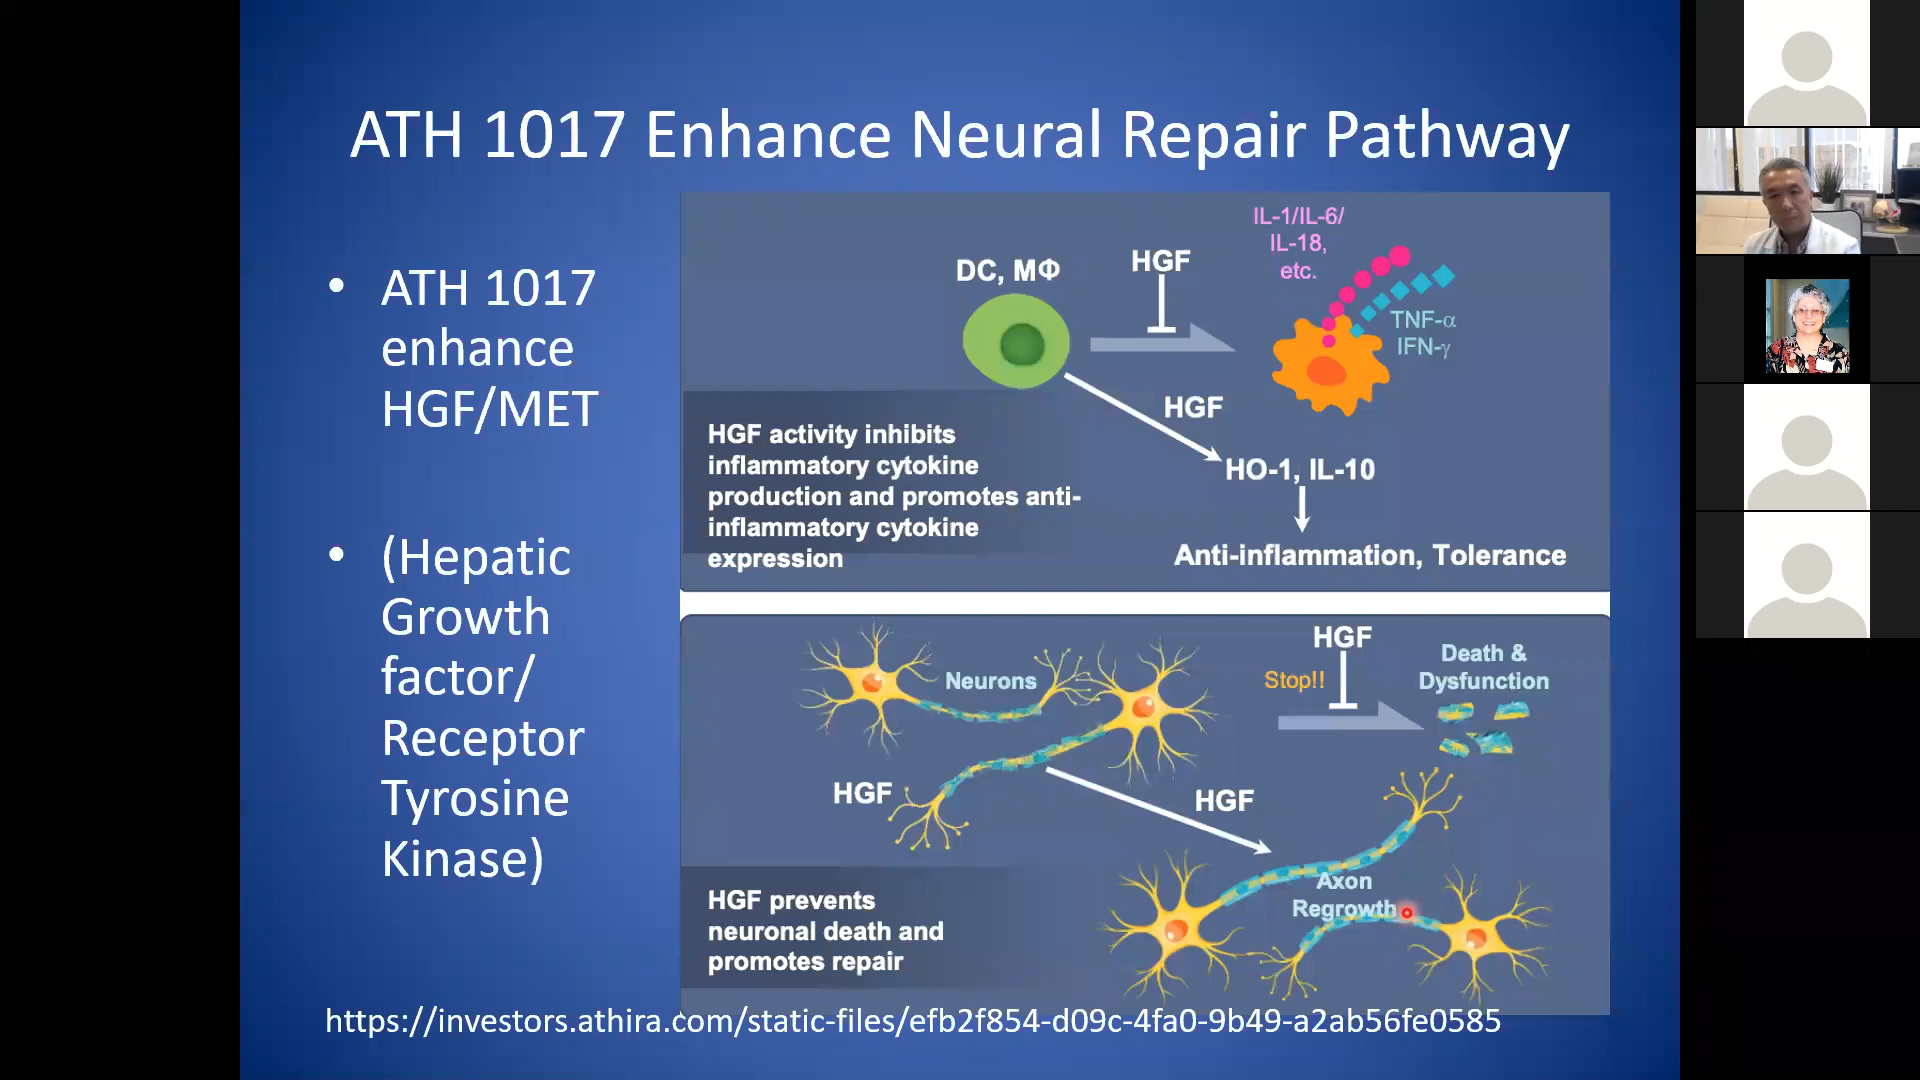 ATH 1017 Enhance Neural Repair Pathway
• ATH 1017
enhance
HGF/MET
• (Hepatic
Growth
factor/
Receptor
Tyrosine
Kinase)
DC, MΦ
HGF
IL-1/IL-6/
IL-18,
etc.
TNF-α
IFN-γ
HGF
HO-1, IL-10
Anti-inflammation, Tolerance
HGF activity inhibits
inflammatory cytokine
production and promotes anti-
inflammatory cytokine
expression
Neurons
HGF
Stop!!
Death &
Dysfunction
HGF
HGF
Axon
Regrowth
HGF prevents
neuronal death and
promotes repair
https://investors.athira.com/static-files/efb2f854-d09c-4fa0-9b49-a2ab56fe0585